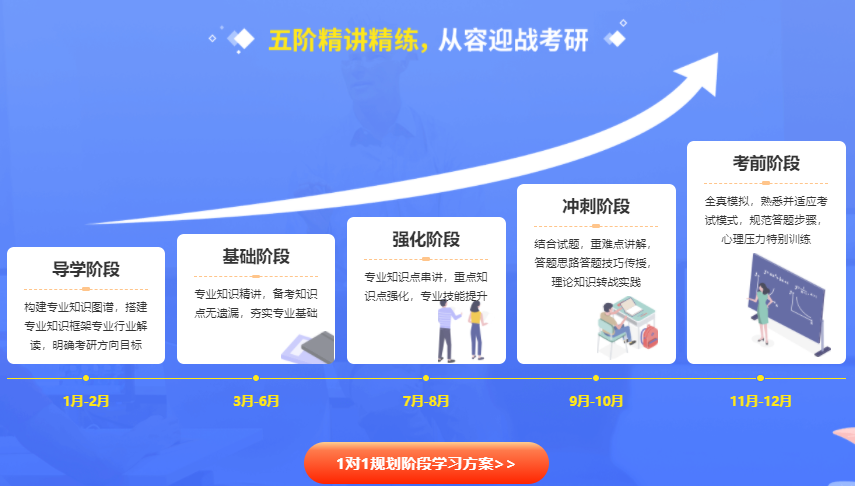 五阶精讲精练，从容迎战考研
导学阶段
构建专业知识图谱，搭建
专业知识框架专业行业解
读，明确考研方向目标
基础阶段
专业知识精讲，备考知识
点无遗漏，夯实专业基础
强化阶段
专业知识点串讲，重点知
识点强化，专业技能提升
冲刺阶段
结合试题，重难点讲解，
答题思路答题技巧传授，
理论知识转战实践
考前阶段
全真模拟，熟悉并适应考
试模式，规范答题步骤，
心理压力特别训练
1月-2月
3月-6月
7月-8月
9月-10月
11月-12月
1对1规划阶段学习方案>>